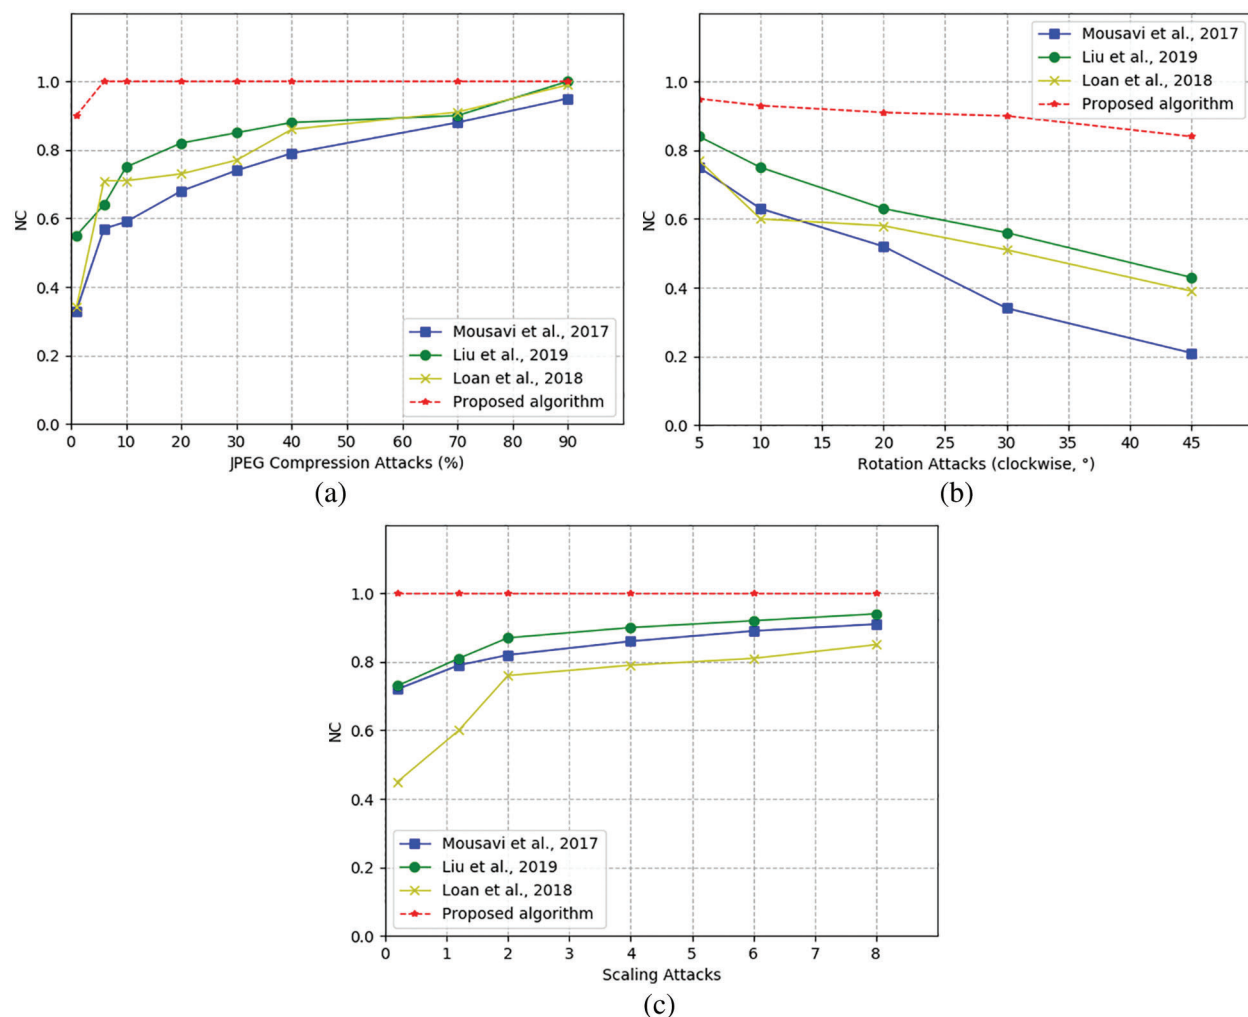 1.0
0.8
0.6
0.4
0.2
0.0
NC
0 10 20 30 40 50 60 70 80 90
JPEG Compression Attacks (%)
Mousavi et al., 2017
Liu et al., 2019
Loan et al., 2018
Proposed algorithm
(a)
1.0
0.8
0.6
0.4
0.2
0.0
NC
5 10 15 20 25 30 35 40 45
Rotation Attacks (clockwise, °)
Mousavi et al., 2017
Liu et al., 2019
Loan et al., 2018
Proposed algorithm
(b)
1.0
0.8
0.6
0.4
0.2
0.0
NC
0 1 2 3 4 5 6 7 8
Scaling Attacks
Mousavi et al., 2017
Liu et al., 2019
Loan et al., 2018
Proposed algorithm
(c)